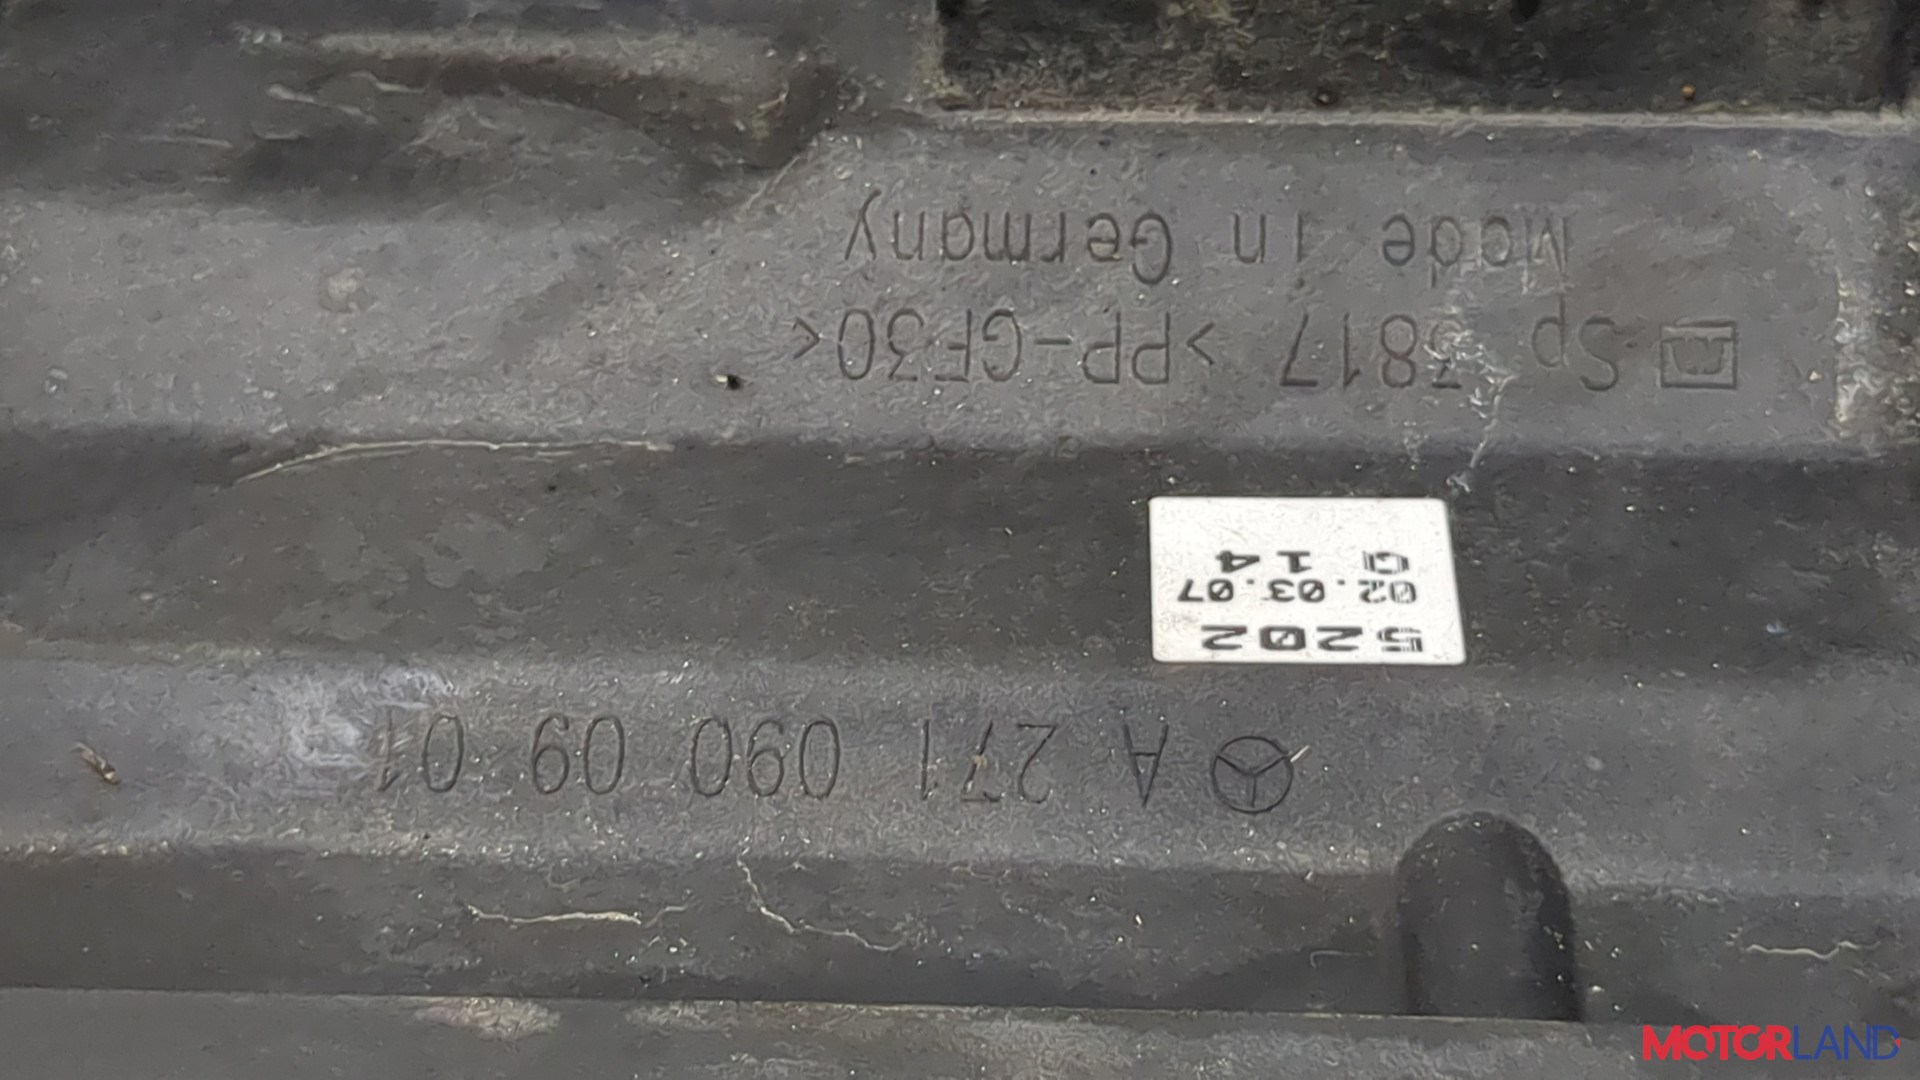 A 271 090 09 01
5202
02.03.07
G 14
Sp 3817 >PP-GF30<
Made in Germany
MOTORLAND